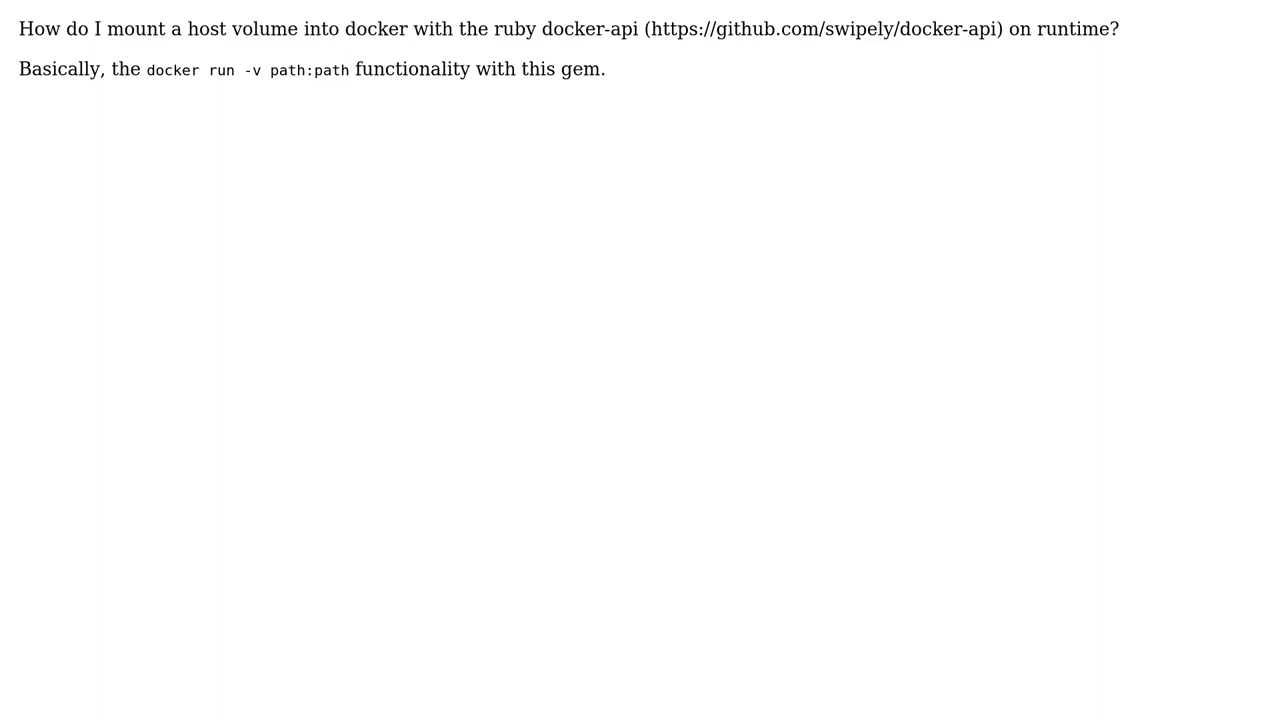 How do I mount a host volume into docker with the ruby docker-api (https://github.com/swipely/docker-api) on runtime?
Basically, the docker run -v path:path functionality with this gem.